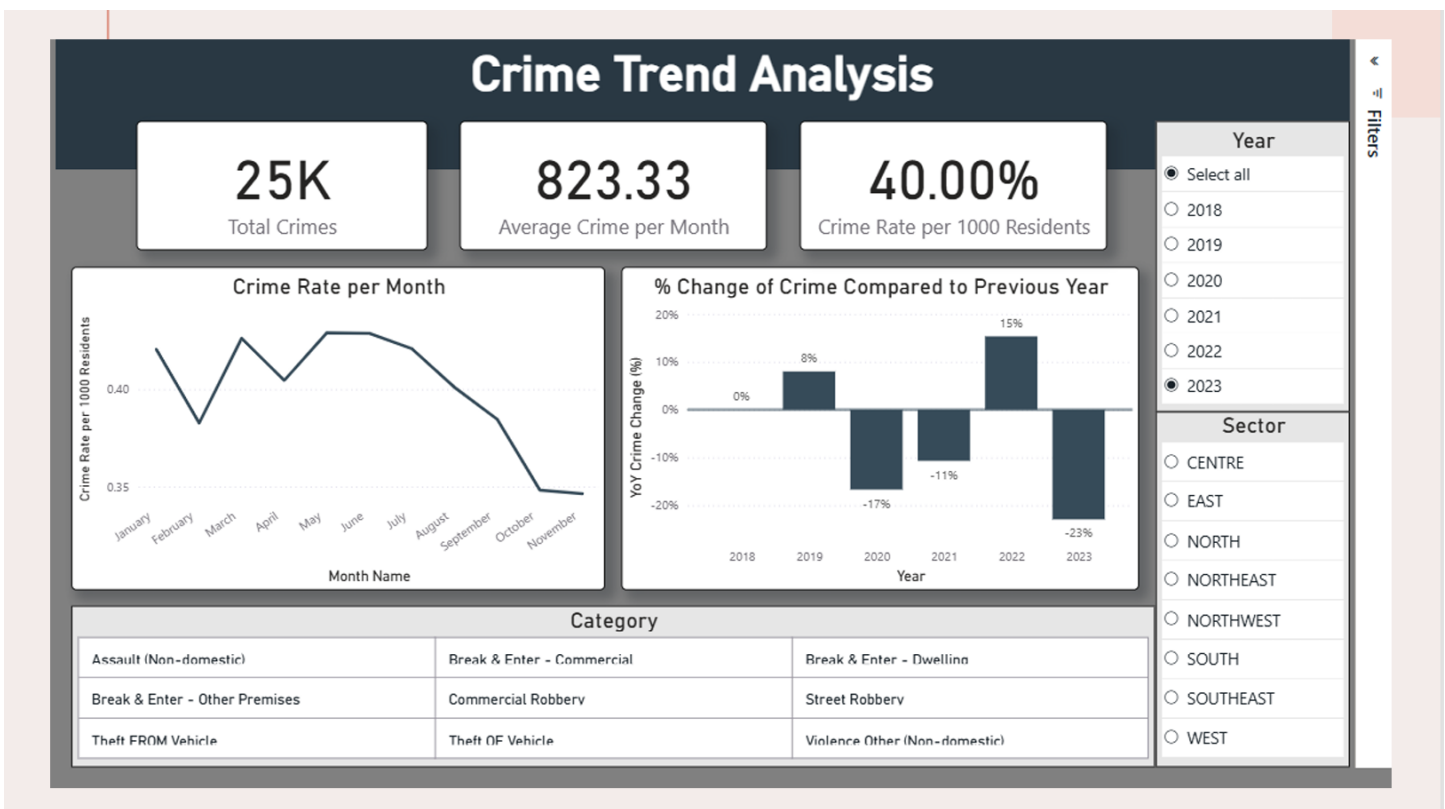 Crime Trend Analysis
25K
Total Crimes
823.33
Average Crime per Month
40.00%
Crime Rate per 1000 Residents
Crime Rate per Month
Crime Rate per 1000 Residents
0.40
0.35
January
February
March
April
May
June
July
August
September
October
November
Month Name
% Change of Crime Compared to Previous Year
YoY Crime Change (%)
20%
10%
0%
-10%
-20%
0%
8%
-17%
-11%
15%
-23%
2018
2019
2020
2021
2022
2023
Year
Category
Assault (Non-domestic)
Break & Enter - Commercial
Break & Enter - Dwelling
Break & Enter - Other Premises
Commercial Robbery
Street Robbery
Theft FROM Vehicle
Theft OF Vehicle
Violence Other (Non-domestic)
Year
Select all
2018
2019
2020
2021
2022
2023
Sector
CENTRE
EAST
NORTH
NORTHEAST
NORTHWEST
SOUTH
SOUTHEAST
WEST
Filters